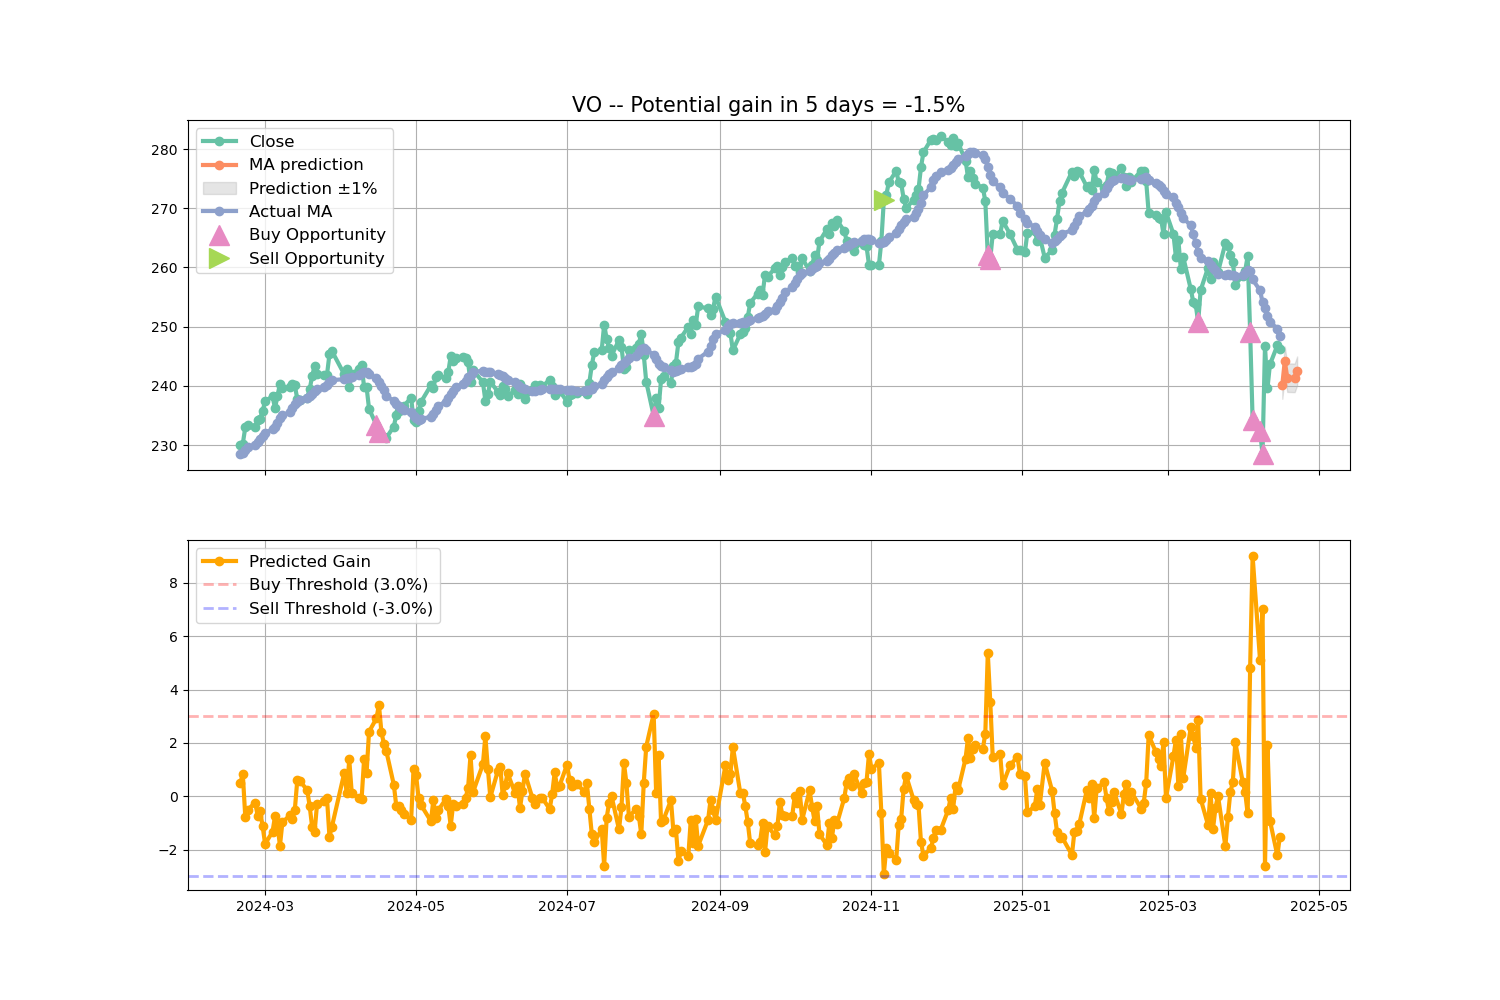 VO -- Potential gain in 5 days = -1.5%
Close
MA prediction
Prediction ±1%
Actual MA
Buy Opportunity
Sell Opportunity
280
270
260
250
240
230
Predicted Gain
Buy Threshold (3.0%)
Sell Threshold (-3.0%)
8
6
4
2
0
−2
2024-03 2024-05 2024-07 2024-09 2024-11 2025-01 2025-03 2025-05